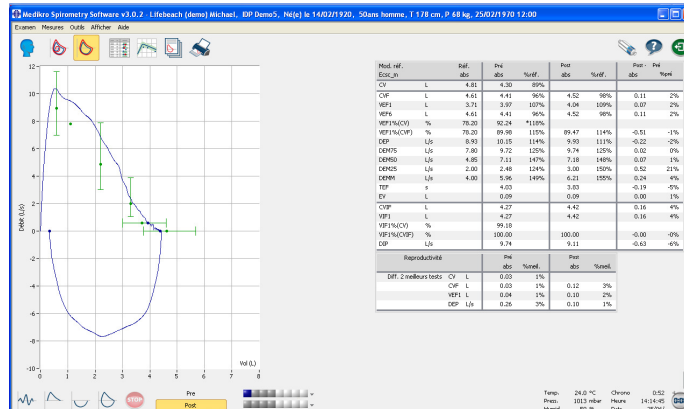 Medikro Spirometry Software v3.0.2 - Lifebeach (demo) Michael, IDP Demo5, Né(e) le 14/02/1920, 50ans homme, T 178 cm, P 68 kg, 25/02/1970 12:00
Examen Mesures Outils Afficher Aide
Débit (L/s)
12
10
8
6
4
2
0
-2
-4
-6
-8
-10
0 1 2 3 4 5 6 7 8
Vol (L)
Mod. réf. Réf. Pré Post Post - Pré
Ecsc_m abs abs %réf. abs %réf. abs %pré
CV L 4.81 4.30 89%
CVF L 4.61 4.41 96% 4.52 98% 0.11 2%
VEF1 L 3.71 3.97 107% 4.04 109% 0.07 2%
VEF6 L 4.61 4.41 96% 4.52 98% 0.11 2%
VEF1%(CV) % 78.20 92.24 *118%
VEF1%(CVF) % 78.20 89.98 115% 89.47 114% -0.51 -1%
DEP L/s 8.93 10.15 114% 9.93 111% -0.22 -2%
DEM75 L/s 7.80 9.72 125% 9.74 125% 0.02 0%
DEM50 L/s 4.85 7.11 147% 7.18 148% 0.07 1%
DEM25 L/s 2.00 2.48 124% 3.00 150% 0.52 21%
DEMM L/s 4.00 5.96 149% 6.21 155% 0.24 4%
TEF s 4.03 3.83 -0.19 -5%
EV L 0.09 0.09 0.00 1%
CVIF L 4.27 4.42 0.16 4%
VIF1 L 4.27 4.42 0.16 4%
VIF1%(CV) % 99.18
VIF1%(CVIF) % 100.00 100.00 -0.00 -0%
DIP L/s 9.74 9.11 -0.63 -6%
Reproductivité Pré Post
abs %meil. abs %meil.
Diff. 2 meilleurs tests CV L 0.03 1%
CVF L 0.03 1% 0.12 3%
VEF1 L 0.04 1% 0.10 2%
DEP L/s 0.26 3% 0.10 1%
STOP
Pre
Post
Temp. 24.0 °C Chrono 0:52
Press. 1013 mbar Heure 14:14:45